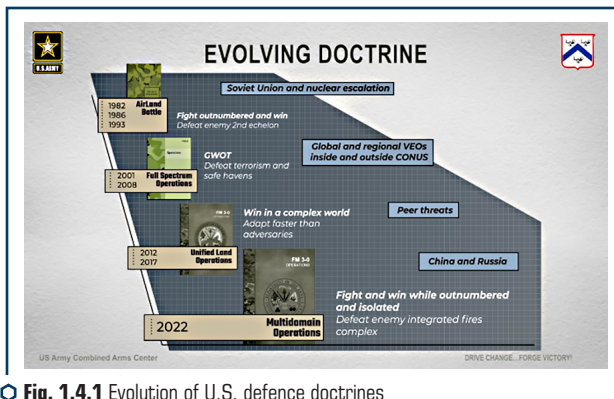 U.S. ARMY
EVOLVING DOCTRINE
Soviet Union and nuclear escalation
1982
1986
1993
AirLand
Battle
Fight outnumbered and win
Defeat enemy 2nd echelon
Global and regional VEOs
inside and outside CONUS
GWOT
Defeat terrorism and
safe havens
2001
2008
Full Spectrum
Operations
Win in a complex world
Adapt faster than
adversaries
Peer threats
FM 3-0
2012
2017
Unified Land
Operations
China and Russia
FM 3-0
OPERATIONS
Fight and win while outnumbered
and isolated
Defeat enemy integrated fires
complex
2022
Multidomain
Operations
US Army Combined Arms Center
DRIVE CHANGE...FORGE VICTORY!
Fig. 1.4.1 Evolution of U.S. defence doctrines